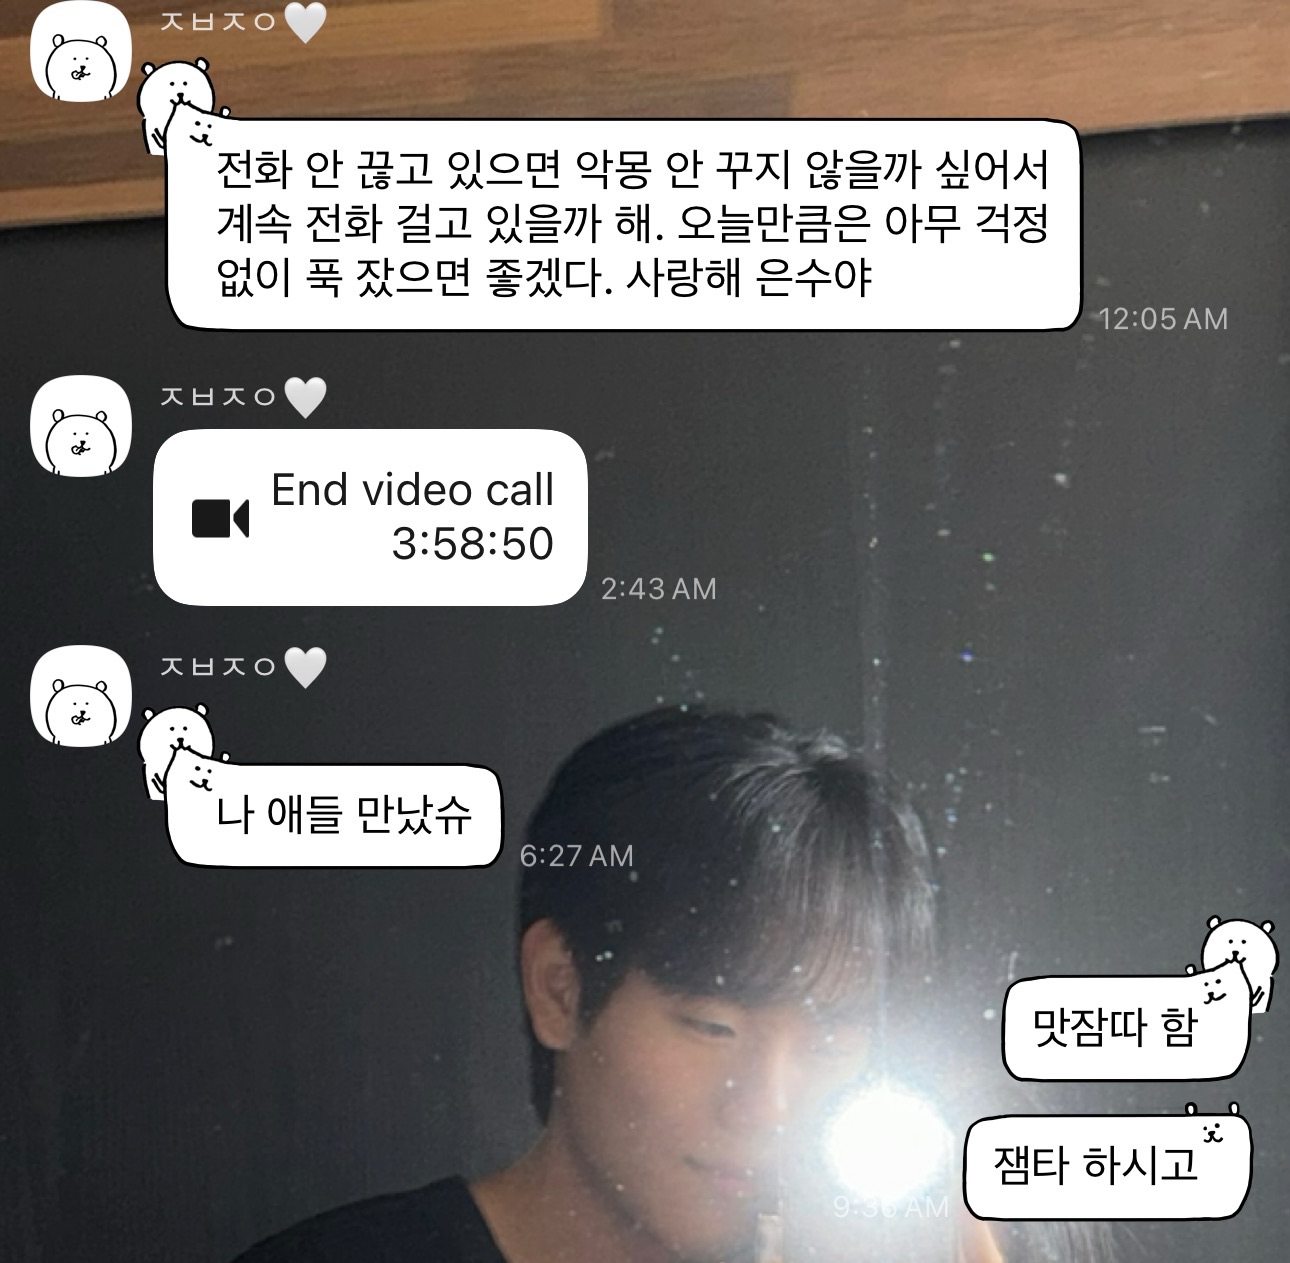 ㅈㅂㅈㅇ🤍
전화 안 끊고 있으면 악몽 안 꾸지 않을까 싶어서
계속 전화 걸고 있을까 해. 오늘만큼은 아무 걱정
없이 푹 잤으면 좋겠다. 사랑해 은수야
12:05 AM
ㅈㅂㅈㅇ🤍
End video call
3:58:50
2:43 AM
ㅈㅂㅈㅇ🤍
나 애들 만났슈
6:27 AM
맛잠따 함
잼타 하시고
9:36 AM